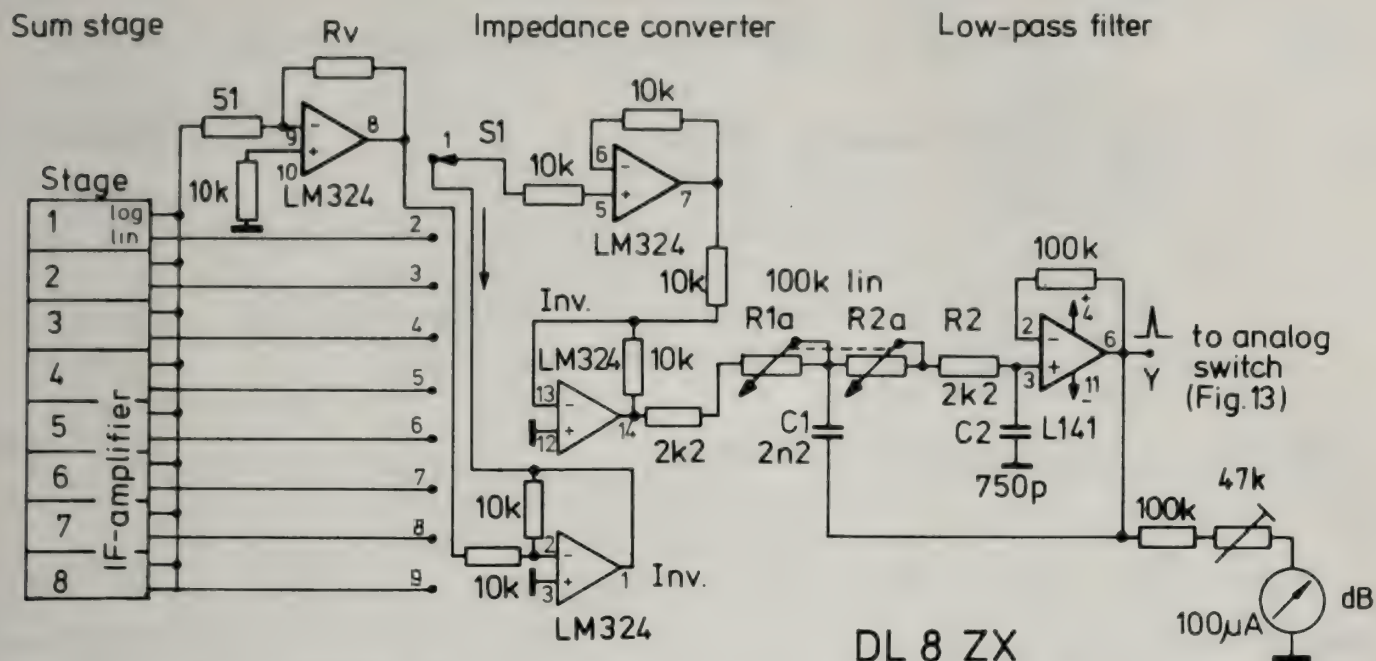 Sum stage
Impedance converter
Low-pass filter
Rv
51
9 -
8
10 +
10k
LM324
Stage
1 log
lin
2
3
4
5
6
7
8
IF-amplifier
1 S1
2
3
4
5
6
7
8
9
10k
10k
6 -
5 +
7
LM324
10k
Inv.
LM324
10k
13 -
12 +
14
2k2
10k
10k
2 -
3 +
1
Inv.
LM324
100k lin
R1a
R2a
R2
2k2
C1
2n2
C2
750p
100k
2 -
3 +
+
4
6
11
-
L141
Y
to analog
switch
(Fig. 13)
100k
47k
100µA
dB
DL 8 ZX